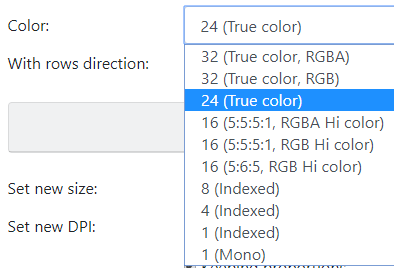 Color:
24 (True color)
With rows direction:
32 (True color, RGBA)
32 (True color, RGB)
24 (True color)
16 (5:5:5:1, RGBA Hi color)
16 (5:5:5:1, RGB Hi color)
16 (5:6:5, RGB Hi color)
8 (Indexed)
Set new size:
4 (Indexed)
1 (Indexed)
Set new DPI:
1 (Mono)